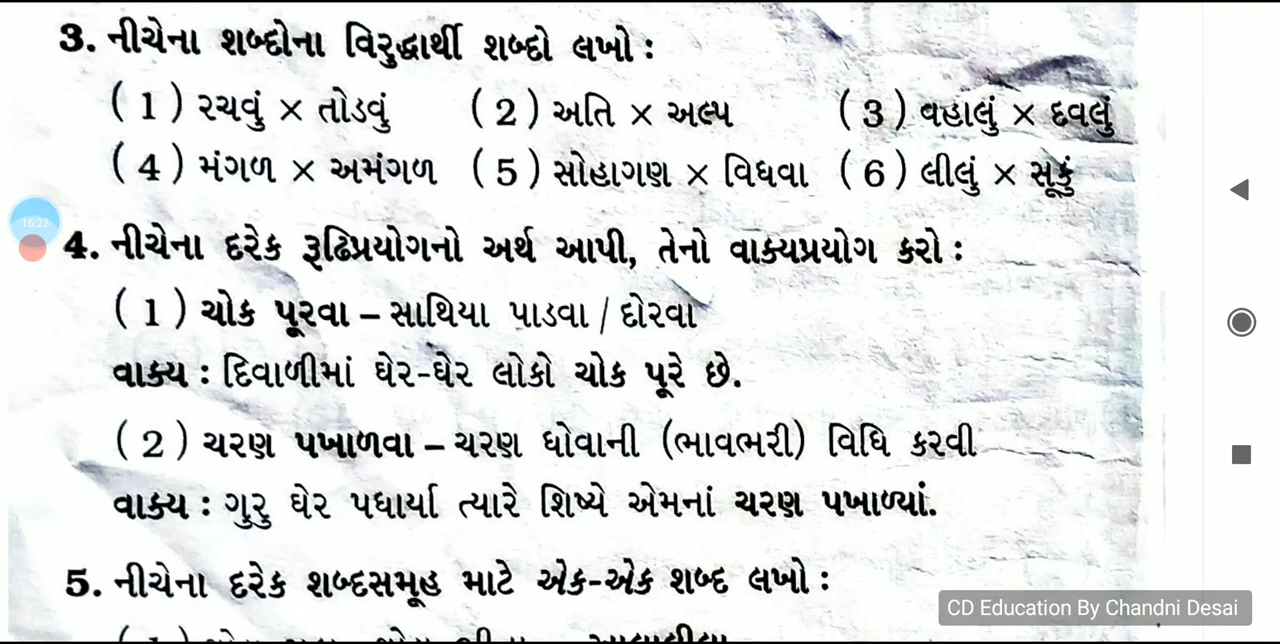 3. નીચેના શબ્દોના વિરુદ્ધાર્થી શબ્દો લખો :
(1) રચવું × તોડવું (2) અતિ × અલ્પ (3) વહાલું × દવલું
(4) મંગળ × અમંગળ (5) સોહાગણ × વિધવા (6) લીલું × સૂકું
16:27
4. નીચેના દરેક રૂઢિપ્રયોગનો અર્થ આપી, તેનો વાક્યપ્રયોગ કરો :
(1) ચોક પૂરવા – સાથિયા પાડવા / દોરવા
વાક્ય : દિવાળીમાં ઘેર-ઘેર લોકો ચોક પૂરે છે.
(2) ચરણ પખાળવા – ચરણ ધોવાની (ભાવભરી) વિધિ કરવી
વાક્ય : ગુરુ ઘેર પધાર્યા ત્યારે શિષ્યે એમનાં ચરણ પખાળ્યાં.
5. નીચેના દરેક શબ્દસમૂહ માટે એક-એક શબ્દ લખો :
CD Education By Chandni Desai